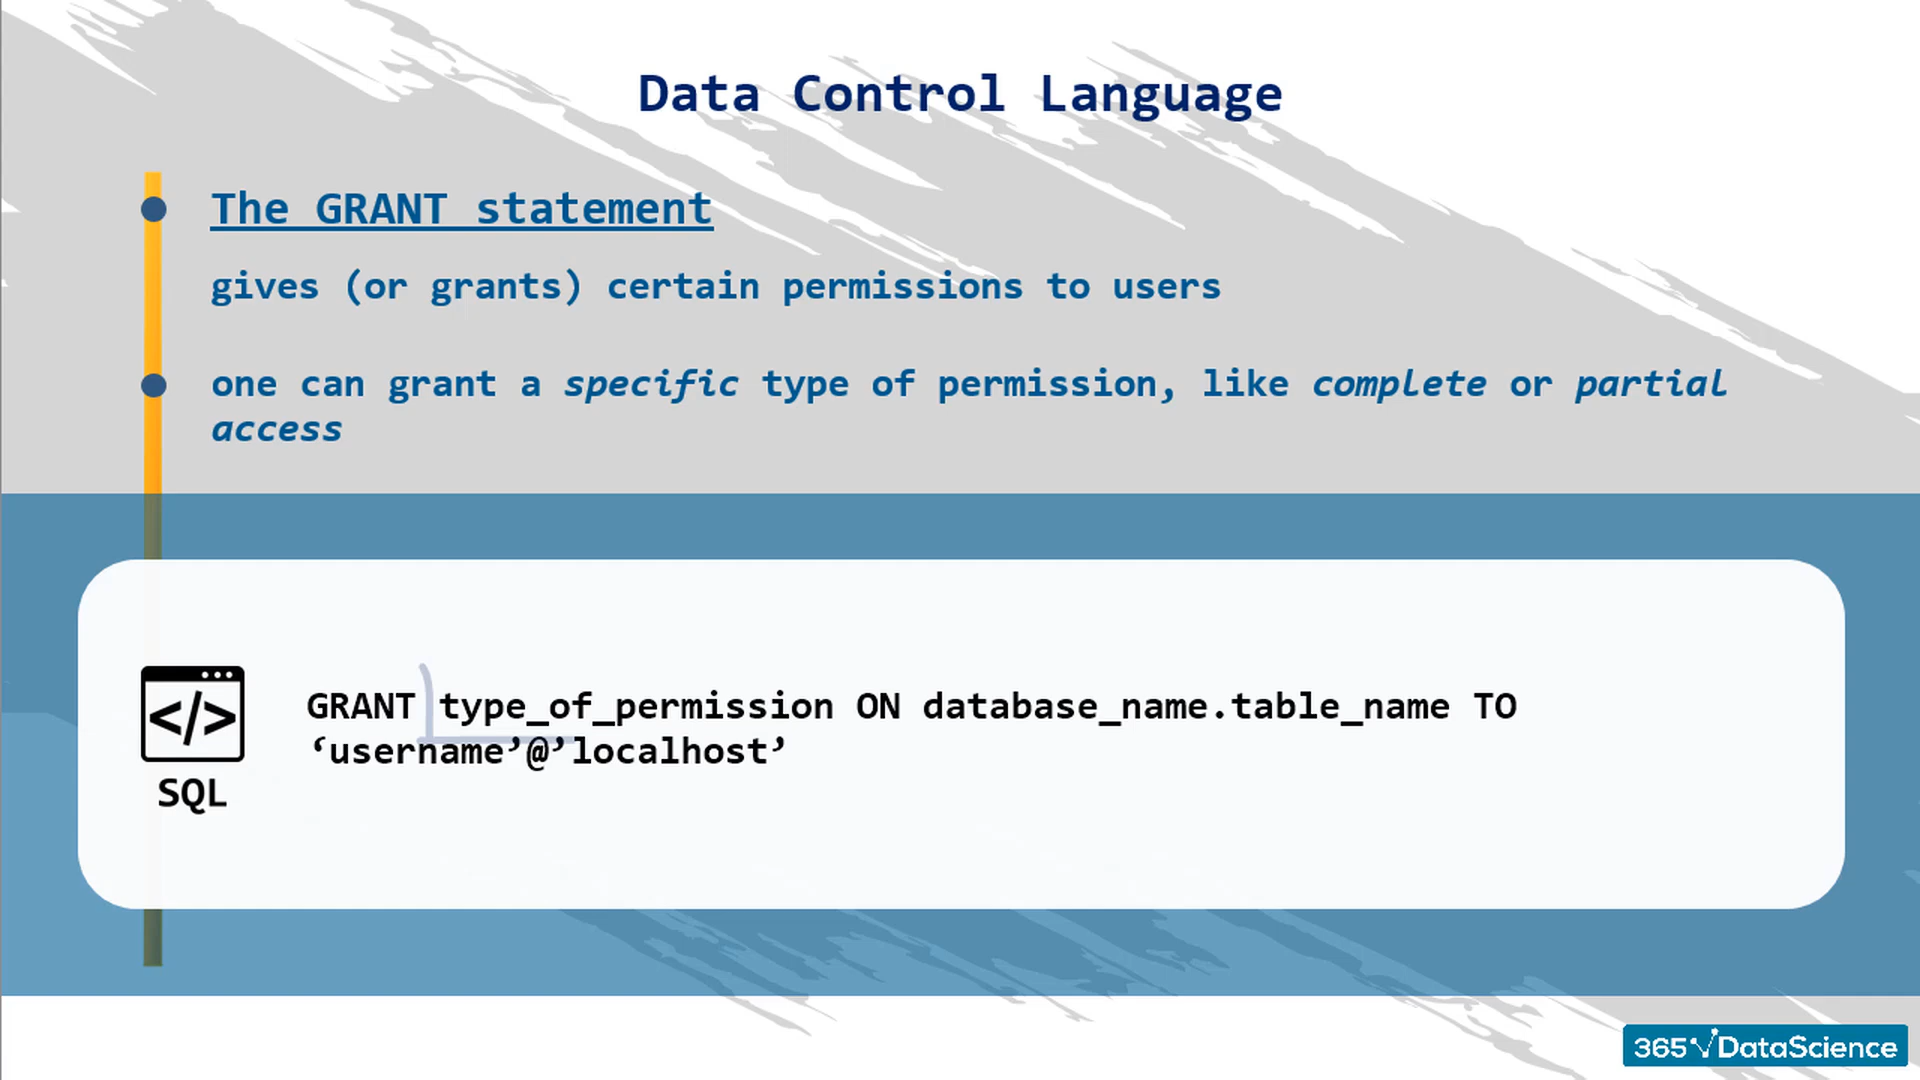 Data Control Language
The GRANT statement
gives (or grants) certain permissions to users
one can grant a specific type of permission, like complete or partial
access
</>
SQL
GRANT type_of_permission ON database_name.table_name TO
‘username’@’localhost’
365√DataScience